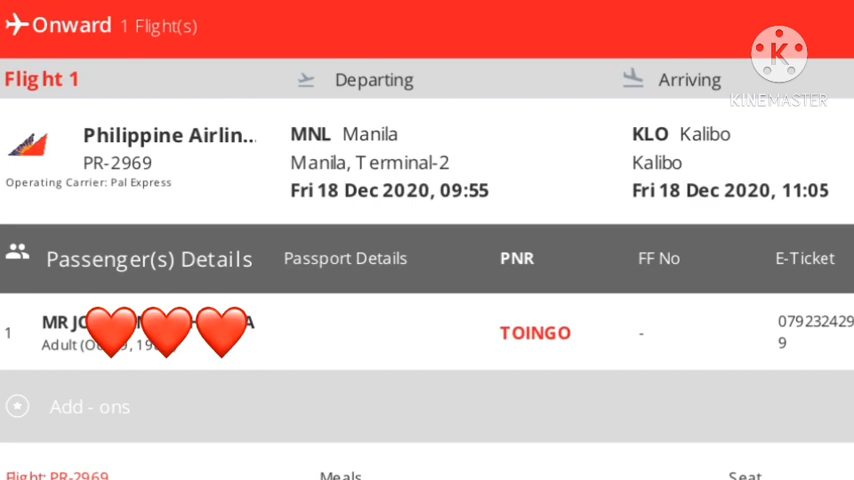 Onward 1 Flight(s)
KINEMASTER
Flight 1 Departing Arriving
Philippine Airlin... MNL Manila KLO Kalibo
PR-2969 Manila, Terminal-2 Kalibo
Operating Carrier: Pal Express Fri 18 Dec 2020, 09:55 Fri 18 Dec 2020, 11:05
Passenger(s) Details Passport Details PNR FF No E-Ticket
1 MR TOINGO - 079232429
Adult 9
Add - ons
Flight: PR-2969 Meals Seat